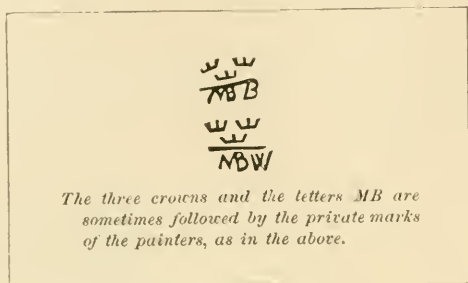 MB B
MBW
The three crowns and the letters MB are
sometimes followed by the private marks
of the painters, as in the above.